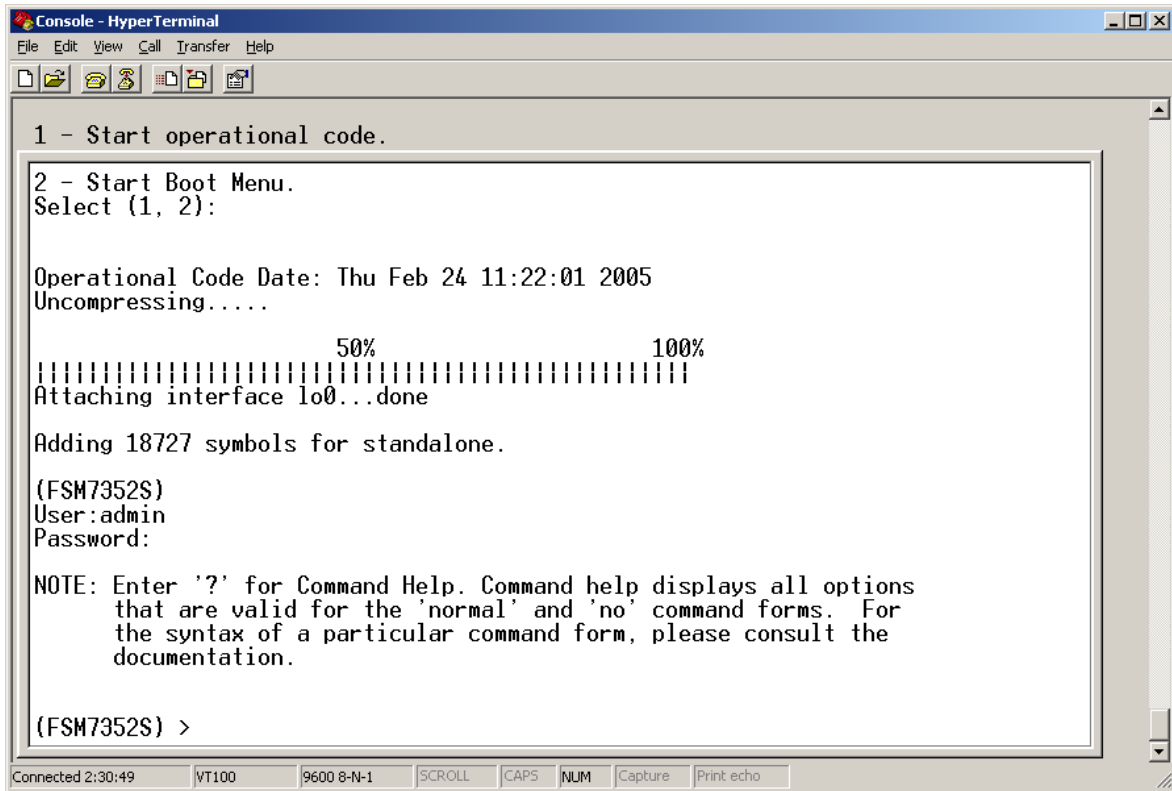 Console - HyperTerminal
File Edit View Call Transfer Help
1 - Start operational code.
2 - Start Boot Menu.
Select (1, 2):
Operational Code Date: Thu Feb 24 11:22:01 2005
Uncompressing.....
50% 100%
||||||||||||||||||||||||||||||||||||||||||||||||||
Attaching interface lo0...done
Adding 18727 symbols for standalone.
(FSM7352S)
User:admin
Password:
NOTE: Enter '?' for Command Help. Command help displays all options
that are valid for the 'normal' and 'no' command forms. For
the syntax of a particular command form, please consult the
documentation.
(FSM7352S) >
Connected 2:30:49 VT100 9600 8-N-1 SCROLL CAPS NUM Capture Print echo